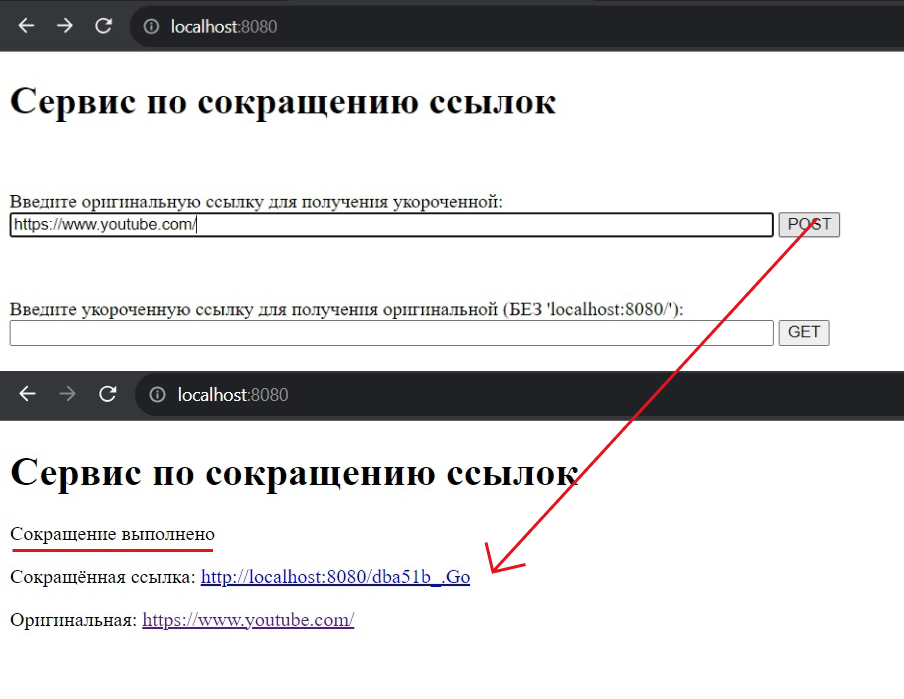 localhost:8080
Сервис по сокращению ссылок
Введите оригинальную ссылку для получения укороченной:
https://www.youtube.com/ POST
Введите укороченную ссылку для получения оригинальной (БЕЗ 'localhost:8080/'):
GET
localhost:8080
Сервис по сокращению ссылок
Сокращение выполнено
Сокращённая ссылка: http://localhost:8080/dba51b_.Go
Оригинальная: https://www.youtube.com/